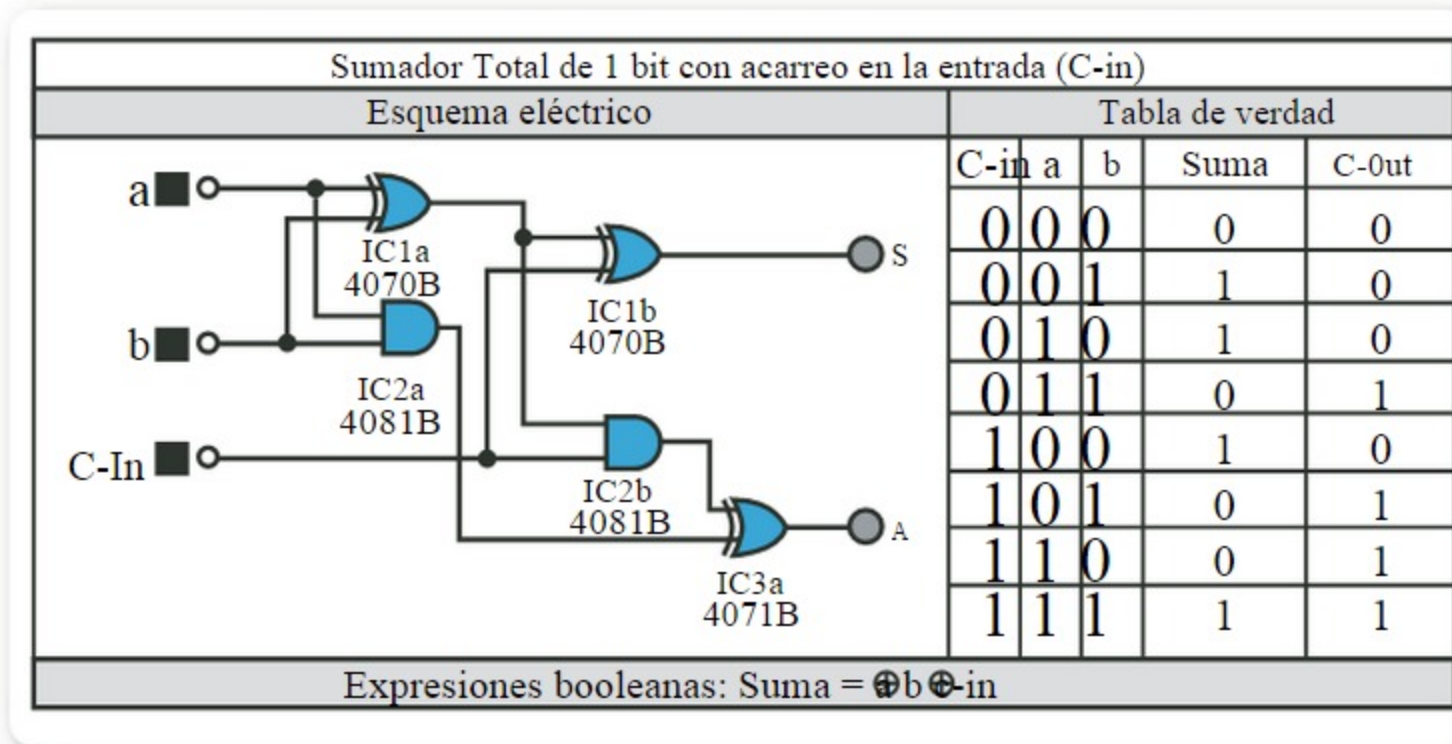 Sumador Total de 1 bit con acarreo en la entrada (C-in)
Esquema eléctrico
Tabla de verdad
a
b
C-In
IC1a
4070B
IC2a
4081B
IC1b
4070B
IC2b
4081B
IC3a
4071B
S
A
C-in a b Suma C-0ut
0 0 0 0 0
0 0 1 1 0
0 1 0 1 0
0 1 1 0 1
1 0 0 1 0
1 0 1 0 1
1 1 0 0 1
1 1 1 1 1
Expresiones booleanas: Suma = a⊕b⊕c-in